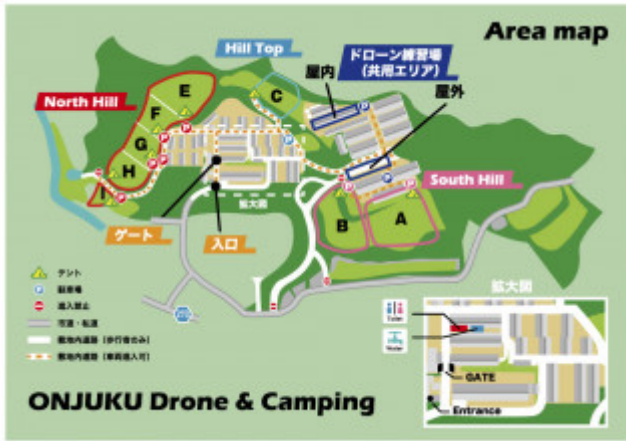 Area map
Hill Top
ドローン練習場
(共用エリア)
屋内
屋外
North Hill
E
F
G
H
I
C
South Hill
B
A
拡大図
ゲート
入口
テント
駐車場
進入禁止
市道・私道
敷地内道路(歩行者のみ)
敷地内道路(車両進入可)
拡大図
Toilet
Water
GATE
Entrance
ONJUKU Drone & Camping